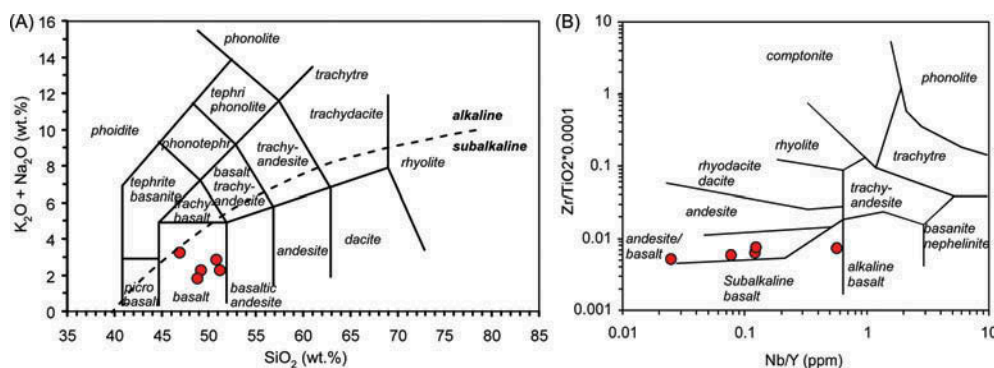 (A)
16
14
12
10
8
6
4
2
0
K2O + Na2O (wt.%)
phonolite
trachytre
tephri
phonolite
trachydacite
alkaline
phoidite
phonotephr
subalkaline
trachy-
andesite
rhyolite
basalt
trachy-
andesite
tephrite
basanite
trachy-
basalt
andesite
dacite
picro
basalt
basalt
basaltic
andesite
35
40
45
50
55
60
65
70
75
80
85
SiO2 (wt.%)
(B)
10
1
0.1
0.01
0.001
Zr/TiO2*0.0001
comptonite
phonolite
rhyolite
trachytre
rhyodacite
dacite
trachy-
andesite
andesite
basanite
nephelinite
andesite/
basalt
Subalkaline
basalt
alkaline
basalt
0.01
0.1
1
10
Nb/Y (ppm)